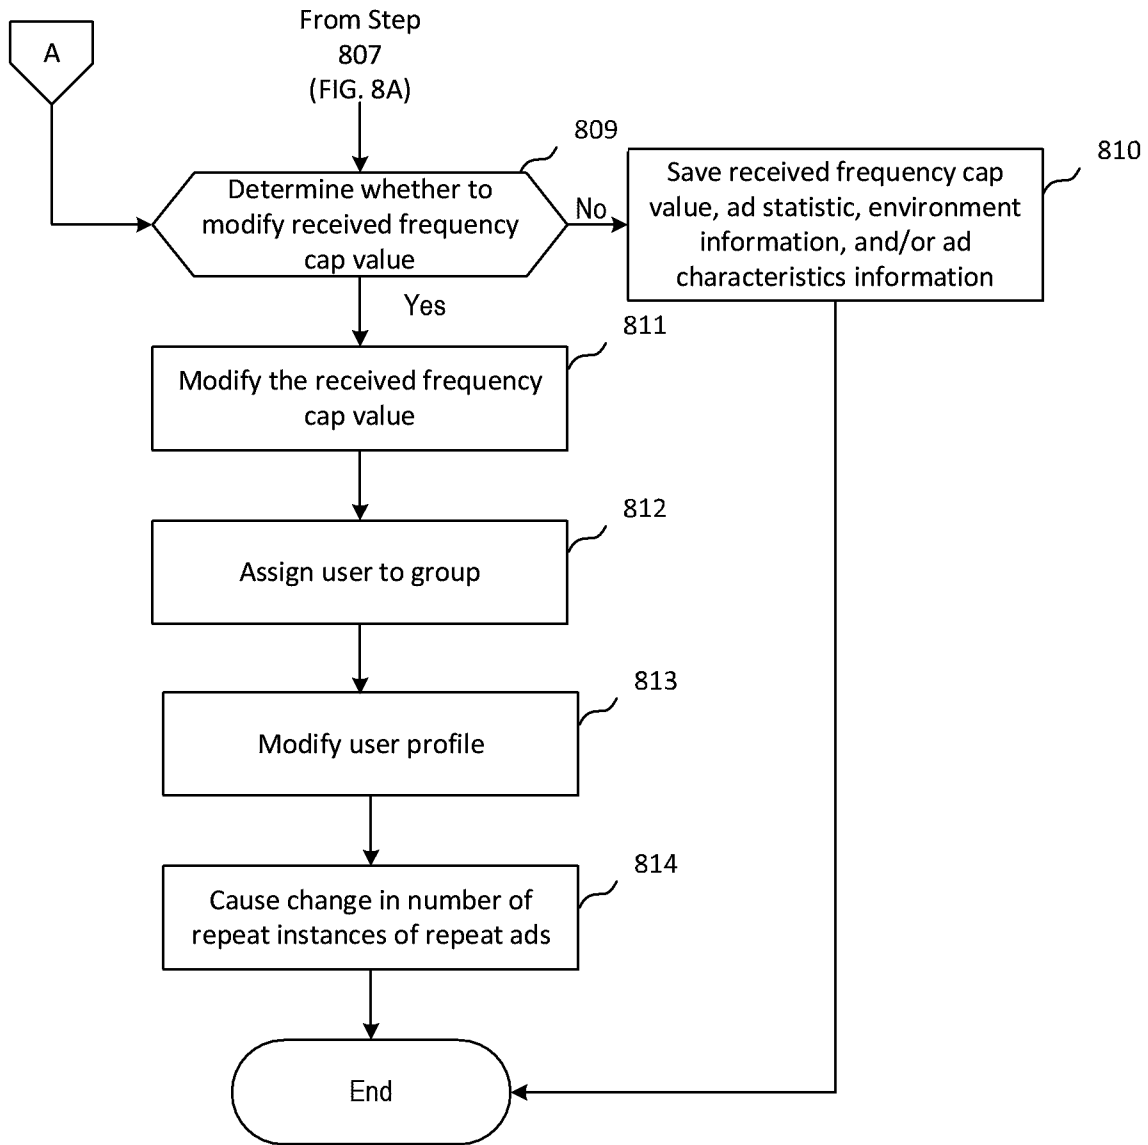 A
From Step
807
(FIG. 8A)
809
Determine whether to
modify received frequency
cap value
No
810
Save received frequency cap
value, ad statistic, environment
information, and/or ad
characteristics information
Yes
811
Modify the received frequency
cap value
812
Assign user to group
813
Modify user profile
814
Cause change in number of
repeat instances of repeat ads
End